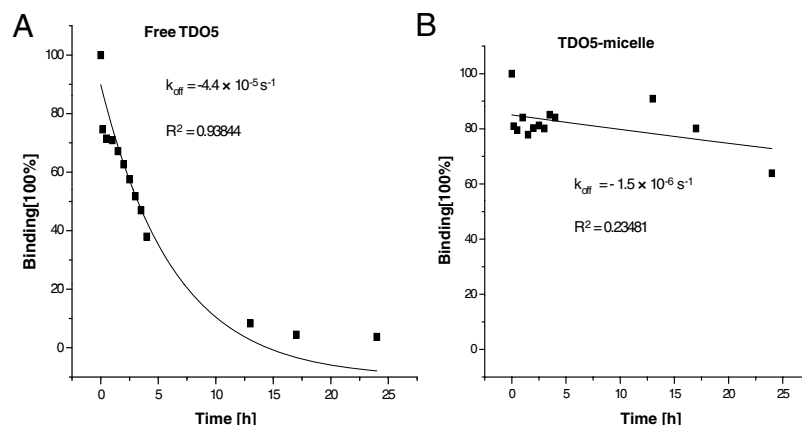 A
Free TDO5
k_off = -4.4 × 10⁻⁵ s⁻¹
R² = 0.93844
Binding[100%]
100
80
60
40
20
0
0
5
10
15
20
25
Time [h]
B
TDO5-micelle
k_off = - 1.5 × 10⁻⁶ s⁻¹
R² = 0.23481
Binding[100%]
100
80
60
40
20
0
0
5
10
15
20
25
Time [h]